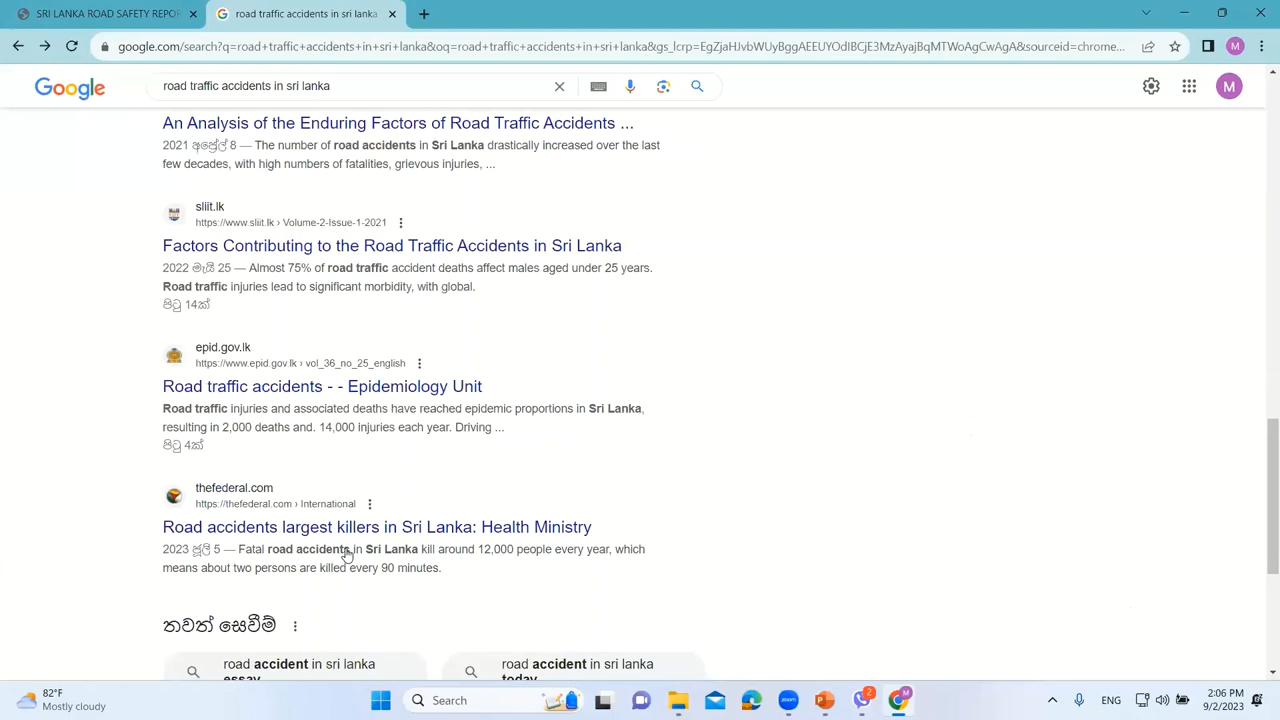 SRI LANKA ROAD SAFETY REPOR
road traffic accidents in sri lanka
google.com/search?q=road+traffic+accidents+in+sri+lanka&oq=road+traffic+accidents+in+sri+lanka&gs_lcrp=EgZjaHJvbWUyBggAEEUYOdIBCjE3MzAyajBqMTWoAgCwAgA&sourceid=chrome...
M
Google
road traffic accidents in sri lanka
M
An Analysis of the Enduring Factors of Road Traffic Accidents ...
2021 අප්‍රේල් 8 — The number of road accidents in Sri Lanka drastically increased over the last
few decades, with high numbers of fatalities, grievous injuries, ...
sliit.lk
https://www.sliit.lk › Volume-2-Issue-1-2021
Factors Contributing to the Road Traffic Accidents in Sri Lanka
2022 මැයි 25 — Almost 75% of road traffic accident deaths affect males aged under 25 years.
Road traffic injuries lead to significant morbidity, with global.
පිටු 14ක්
epid.gov.lk
https://www.epid.gov.lk › vol_36_no_25_english
Road traffic accidents - - Epidemiology Unit
Road traffic injuries and associated deaths have reached epidemic proportions in Sri Lanka,
resulting in 2,000 deaths and. 14,000 injuries each year. Driving ...
පිටු 4ක්
thefederal.com
https://thefederal.com › International
Road accidents largest killers in Sri Lanka: Health Ministry
2023 ජූලි 5 — Fatal road accidents in Sri Lanka kill around 12,000 people every year, which
means about two persons are killed every 90 minutes.
තවත් සෙවීම්
road accident in sri lanka
essay
road accident in sri lanka
today
82°F
Mostly cloudy
Search
zoom
2
M
ENG
2:06 PM
9/2/2023